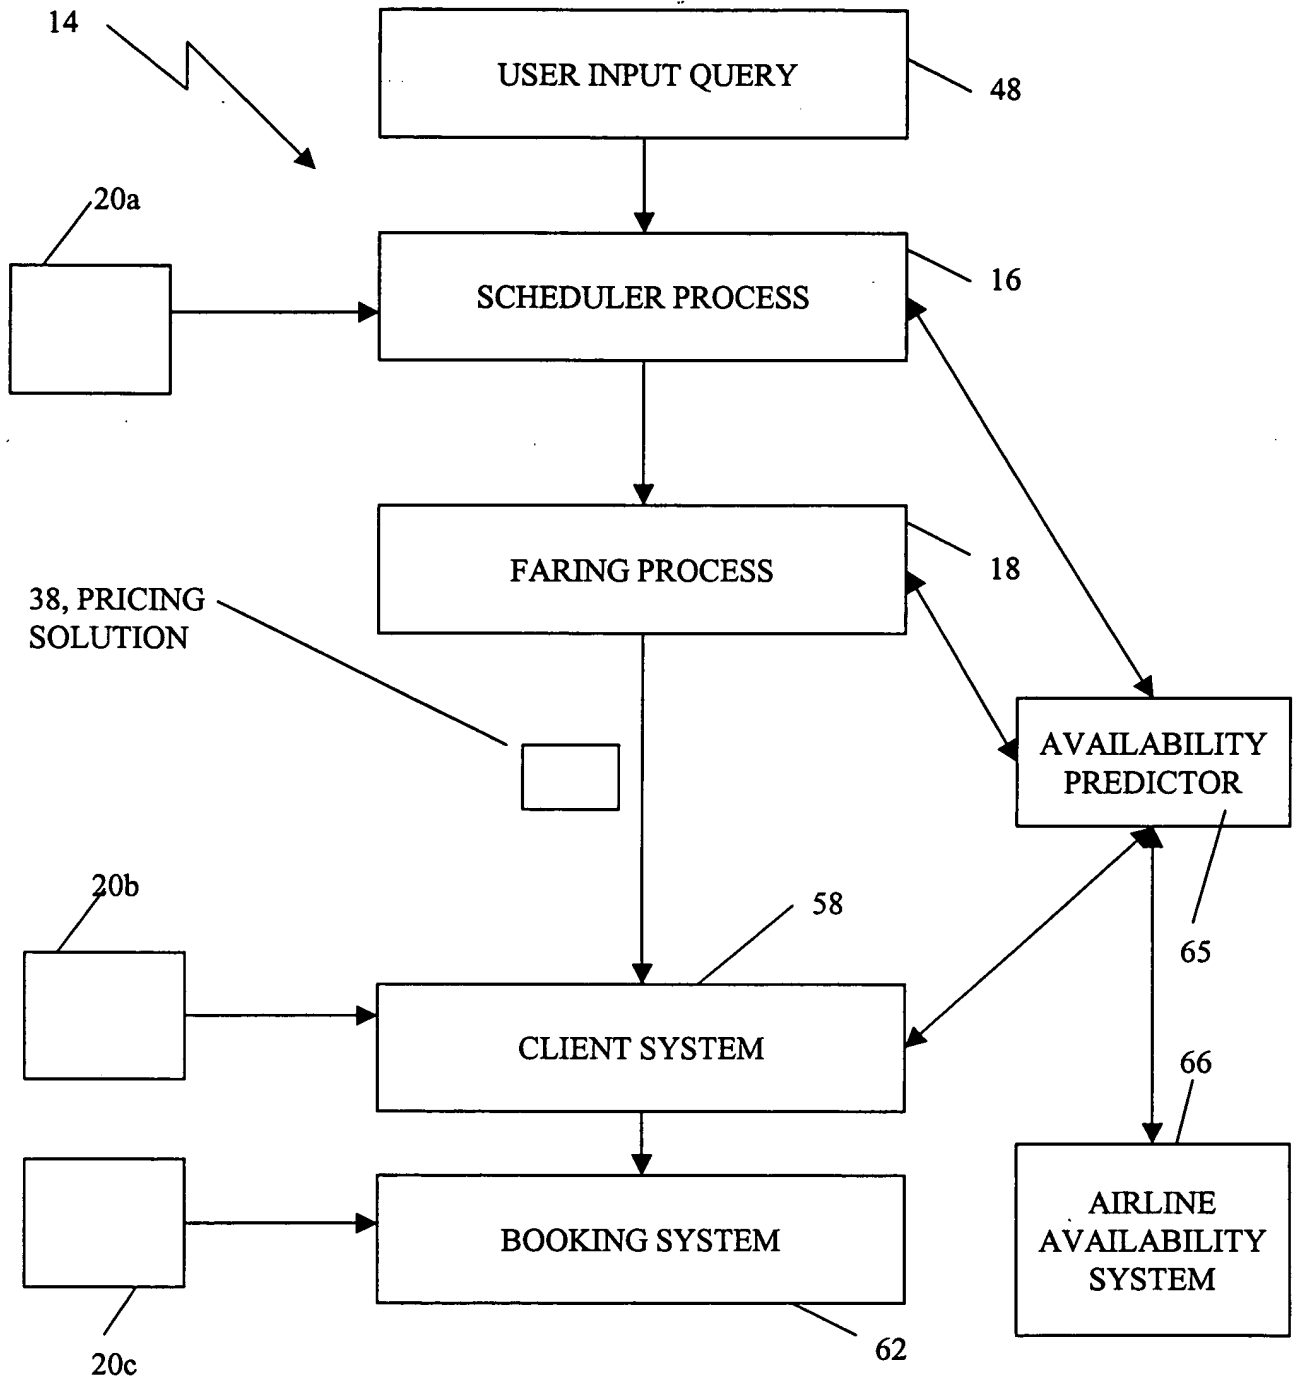 14
USER INPUT QUERY
48
20a
SCHEDULER PROCESS
16
FARING PROCESS
18
38, PRICING
SOLUTION
AVAILABILITY
PREDICTOR
20b
58
65
CLIENT SYSTEM
66
BOOKING SYSTEM
AIRLINE
AVAILABILITY
SYSTEM
20c
62